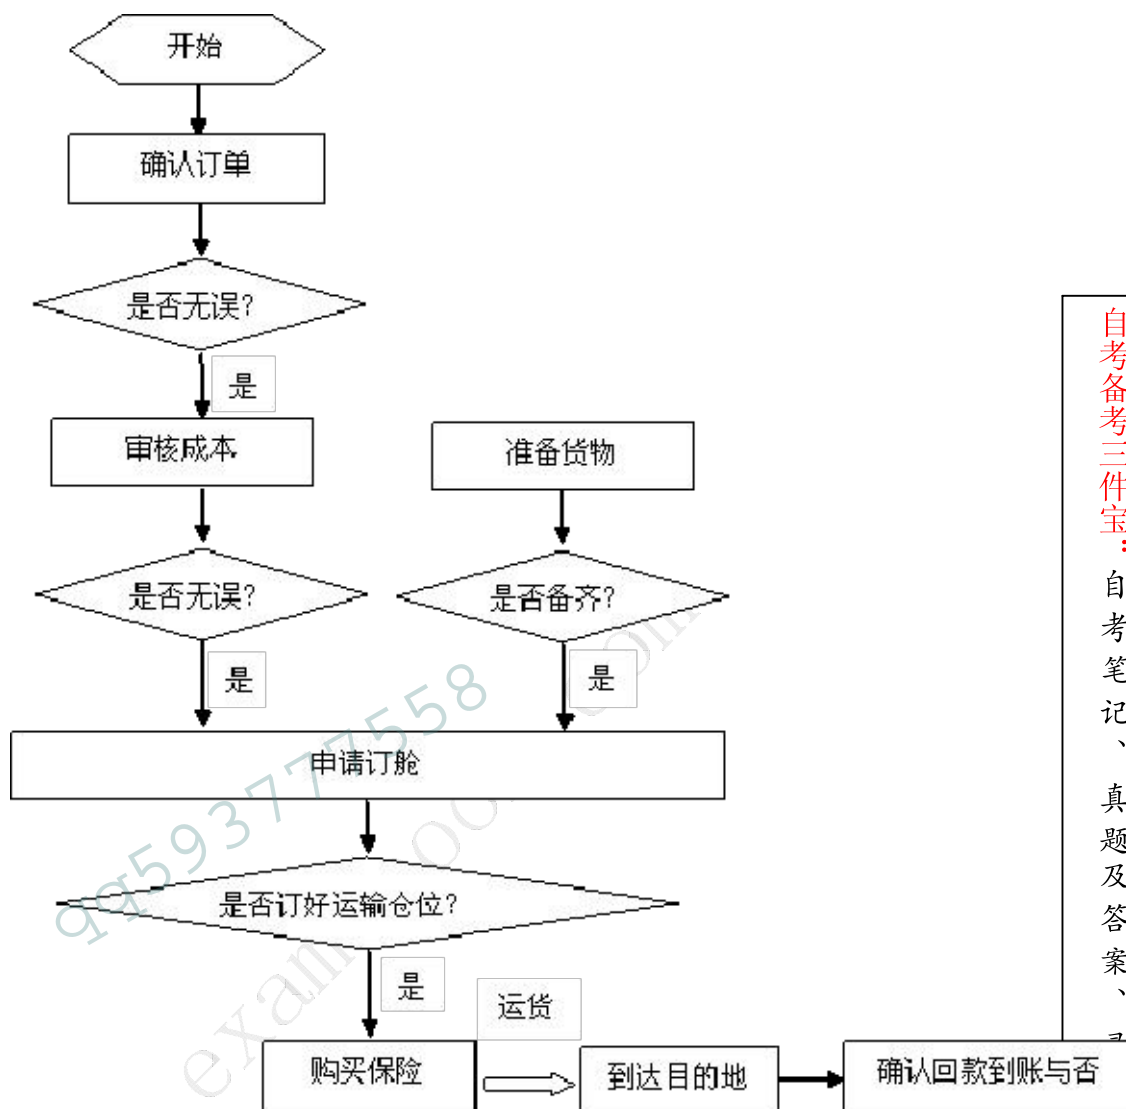 开始
确认订单
是否无误?
是
审核成本
准备货物
是否无误?
是否备齐?
是
是
申请订舱
是否订好运输仓位?
是
运货
购买保险
到达目的地
确认回款到账与否
自考备考三件宝：
自考笔记、真题及答案、
qq593777558